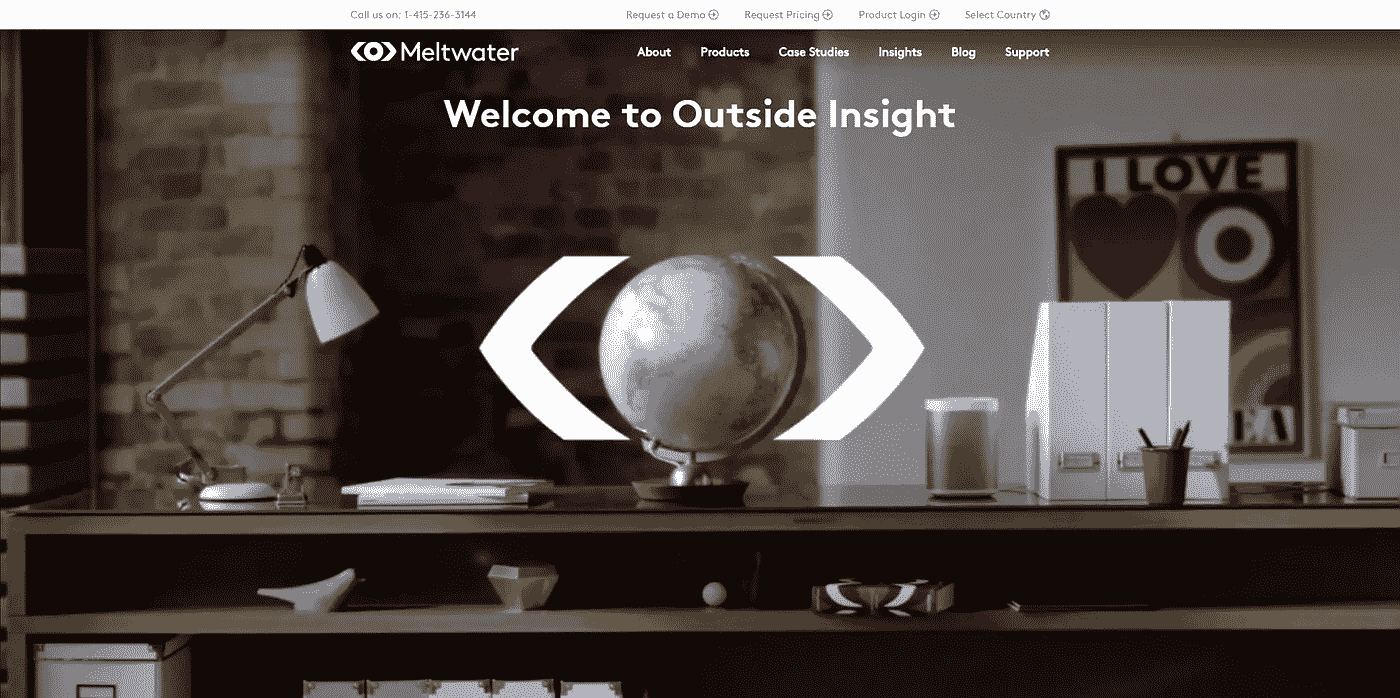 Call us on: 1-415-236-3144
Request a Demo
Request Pricing
Product Login
Select Country
Meltwater
About
Products
Case Studies
Insights
Blog
Support
Welcome to Outside Insight
I LOVE